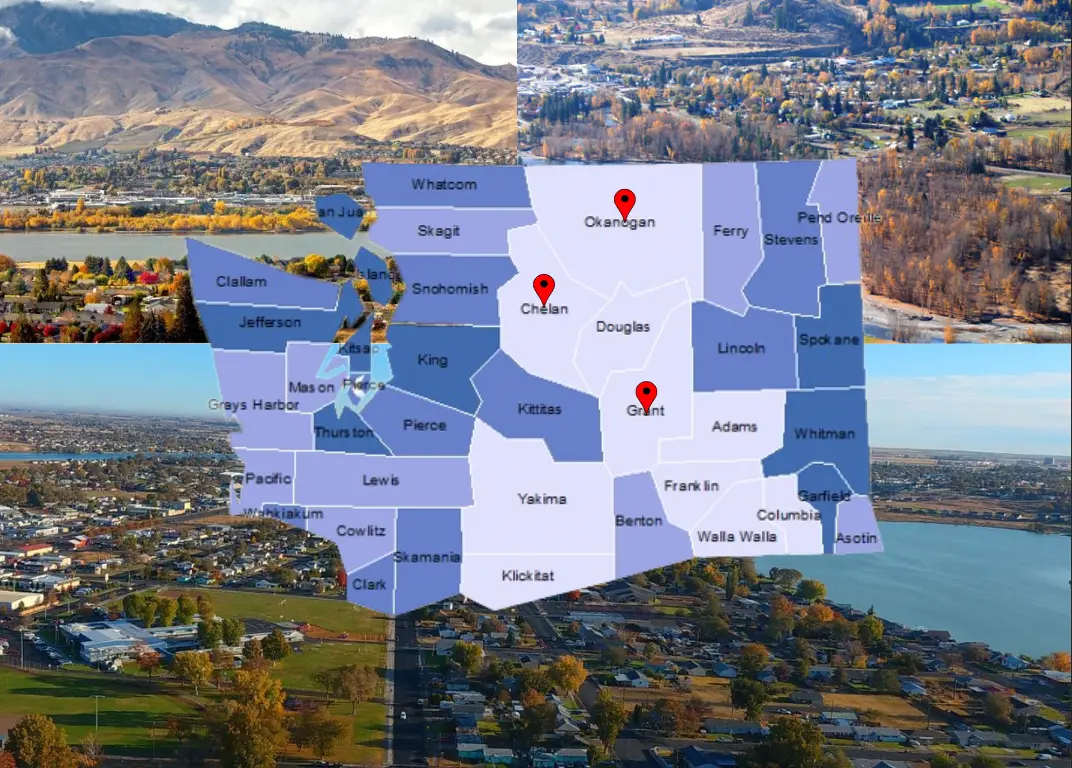 Whatcom
an Jua
Skagit
Okanogan
Ferry
Pend Oreille
Stevens
Clallam
slan
Snohomish
Chelan
Douglas
Jefferson
Kitsap
King
Lincoln
Spokane
Mason
Pierce
Grays Harbor
Thurston
Pierce
Kittitas
Grant
Adams
Whitman
Pacific
Lewis
Yakima
Franklin
Garfield
Wahkiakum
Cowlitz
Benton
Columbia
Walla Walla
Asotin
Skamania
Clark
Klickitat